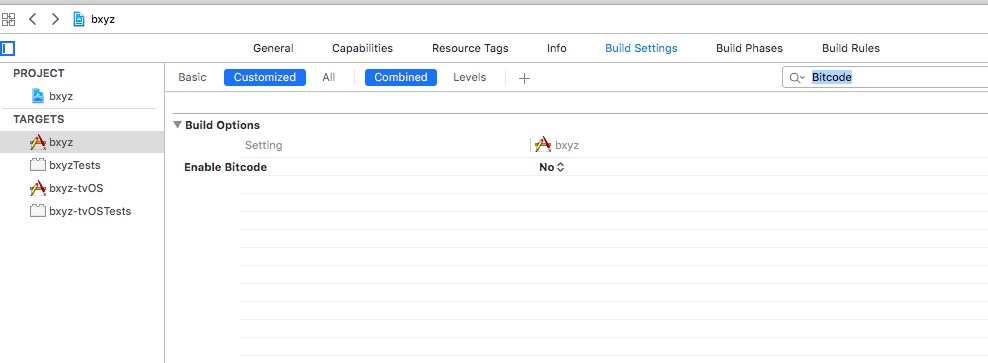 bxyz
General Capabilities Resource Tags Info Build Settings Build Phases Build Rules
PROJECT
bxyz
TARGETS
bxyz
bxyzTests
bxyz-tvOS
bxyz-tvOSTests
Basic Customized All Combined Levels + Bitcode
Build Options
Setting bxyz
Enable Bitcode No